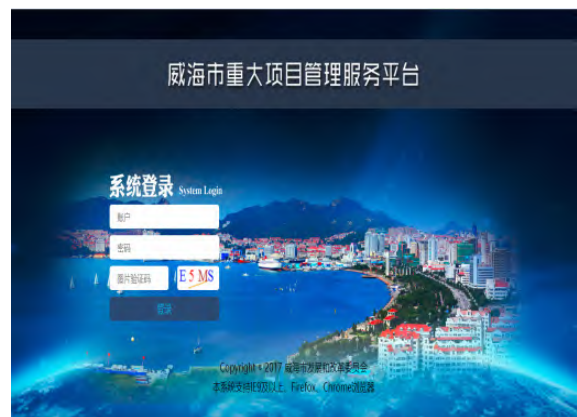 威海市重大项目管理服务平台
系统登录 System Login
账户
密码
图片验证码 E5MS
登录
Copyright © 2017 威海市发展和改革委员会
本系统支持IE9及以上、Firefox、Chrome浏览器